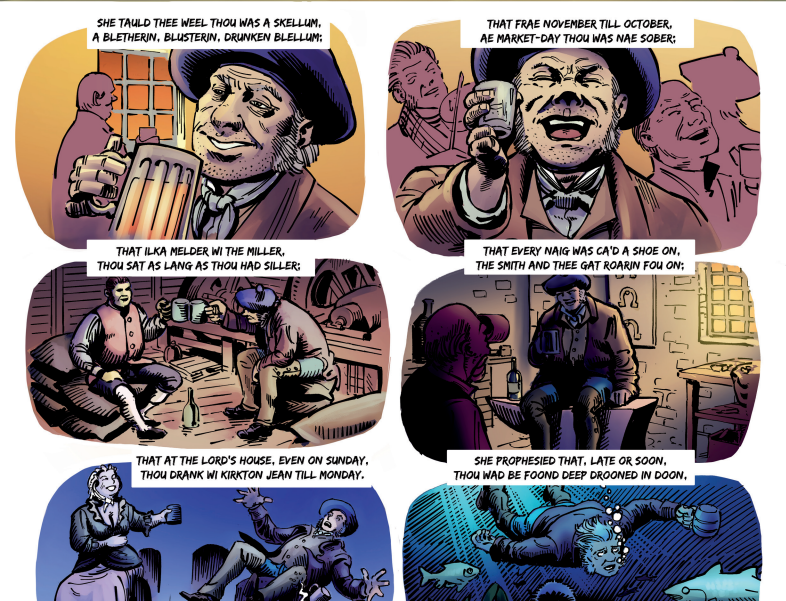 SHE TAULD THEE WEEL THOU WAS A SKELLUM,
A BLETHERIN, BLUSTERIN, DRUNKEN BLELLUM;
THAT FRAE NOVEMBER TILL OCTOBER,
AE MARKET-DAY THOU WAS NAE SOBER;
THAT ILKA MELDER WI THE MILLER,
THOU SAT AS LANG AS THOU HAD SILLER;
THAT EVERY NAIG WAS CA'D A SHOE ON,
THE SMITH AND THEE GAT ROARIN FOU ON;
THAT AT THE LORD'S HOUSE, EVEN ON SUNDAY,
THOU DRANK WI KIRKTON JEAN TILL MONDAY.
SHE PROPHESIED THAT, LATE OR SOON,
THOU WAD BE FOOND DEEP DROONED IN DOON,